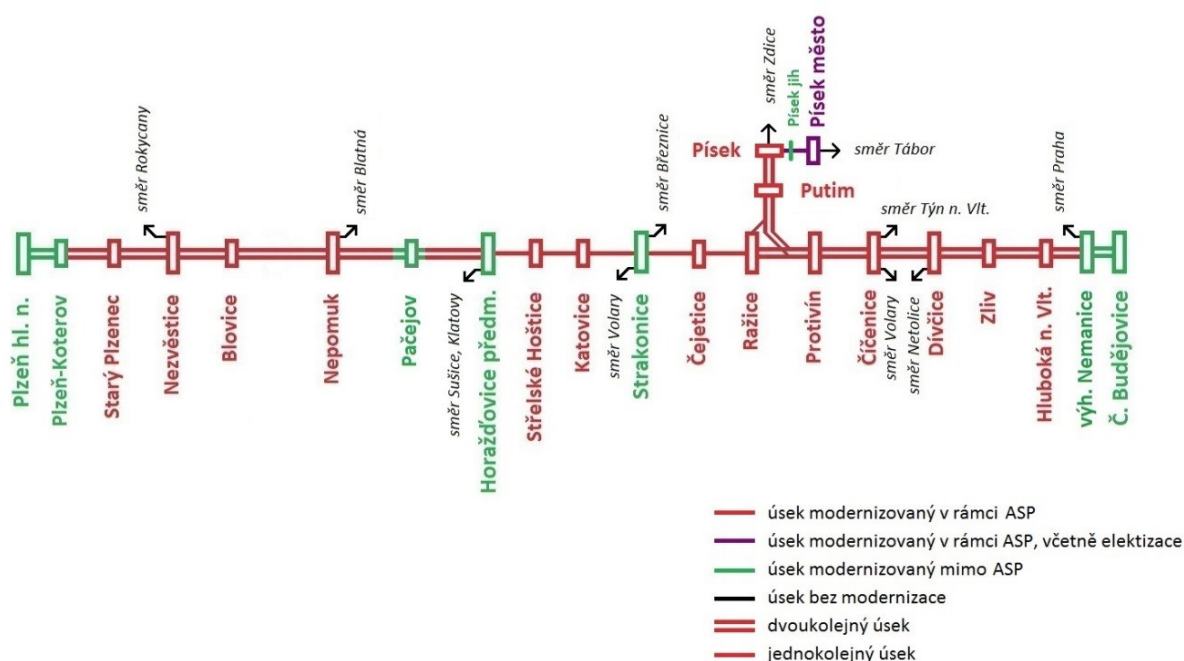 směr Zdice
Písek jih
Písek město
Písek
směr Tábor
Putim
směr Rokycany
směr Blatná
směr Březnice
směr Týn n. Vlt.
směr Praha
Plzeň hl. n.
Plzeň-Koterov
Starý Plzenec
Nezvěstice
Blovice
Nepomuk
Pačejov
směr Sušice, Klatovy
Horažďovice předm.
Střelské Hoštice
Katovice
směr Volary
Strakonice
Čejetice
Ražice
Protivín
Číčenice
směr Volary
směr Netolice
Dívčice
Zliv
Hluboká n. Vlt.
výh. Nemanice
Č. Budějovice
úsek modernizovaný v rámci ASP
úsek modernizovaný v rámci ASP, včetně elektizace
úsek modernizovaný mimo ASP
úsek bez modernizace
dvoukolejný úsek
jednokolejný úsek